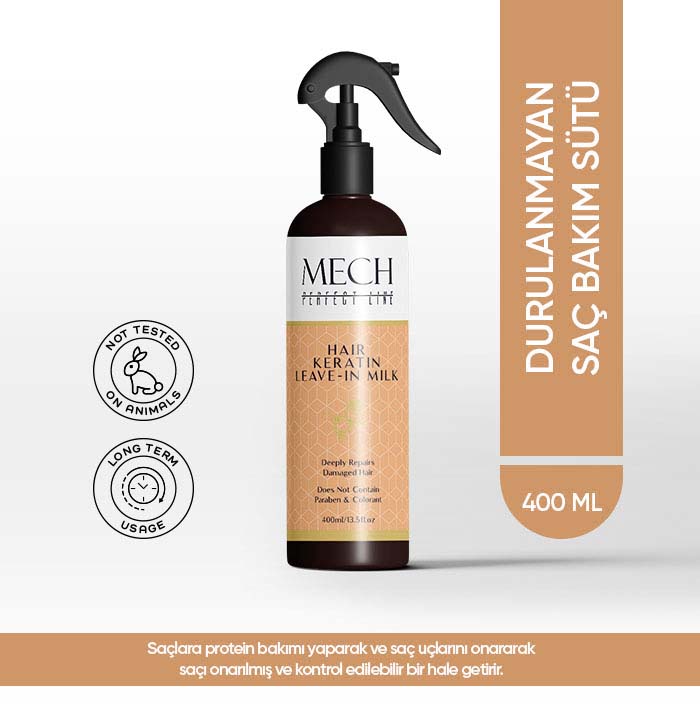 DURULANMAYAN
SAÇ BAKIM SÜTÜ
400 ML
MECH
PERFECT LINE
HAIR
KERATIN
LEAVE-IN MILK
Deeply Repairs
Damaged Hair
Does Not Contain
Paraben & Colorant
400ml/13.5fl.oz
NOT TESTED
ON ANIMALS
LONG TERM
USAGE
Saçlara protein bakımı yaparak ve saç uçlarını onararak
saçı onarılmış ve kontrol edilebilir bir hale getirir.